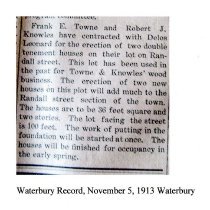 Frank E. Towne and Robert J.
Knowles have contracted with Delos
Leonard for the erection of two double
tenement houses on their lot on Ran-
dall street. This lot has been used in
the past for Towne & Knowles' wood
business. The erection of two new
houses on this plot will add much to the
Randall street section of the town.
The houses are to be 36 feet square and
two stories. The lot facing the street
is 100 feet. The work of putting in the
foundation will be started at once. The
houses will be finished for occupancy in
the early spring.
Waterbury Record, November 5, 1913 Waterbury